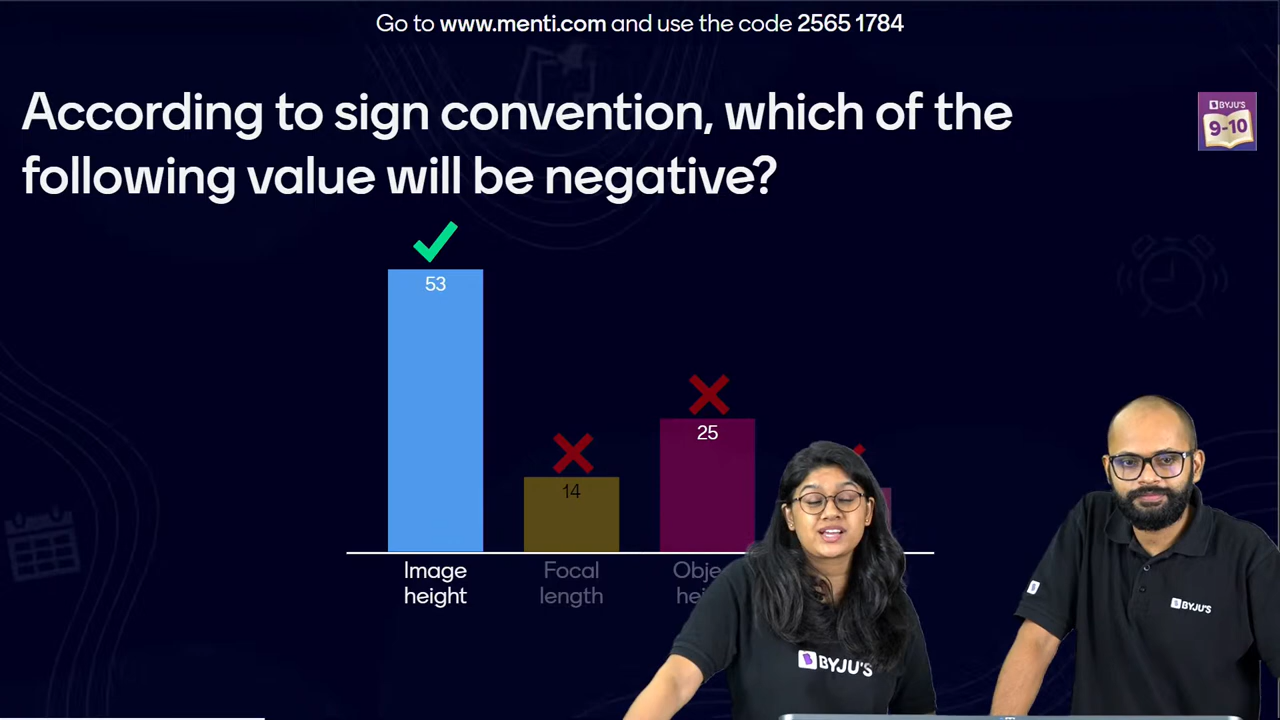 Go to www.menti.com and use the code 2565 1784
According to sign convention, which of the
following value will be negative?
BYJU'S
9-10
53
14
25
Image
height
Focal
length
BYJU'S
BYJU'S